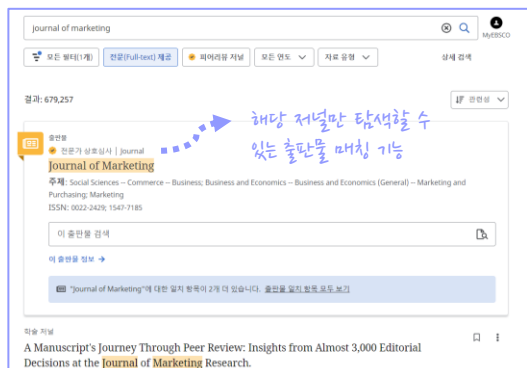 journal of marketing
MyEBSCO
모든 필터(1개) 전문(Full-text) 제공 피어리뷰 저널 모든 연도 자료 유형 상세 검색
결과: 679,257 관련성
해당 저널만 탐색할 수
있는 출판물 매칭 기능
출판물
전문가 상호심사 | Journal
Journal of Marketing
주제: Social Sciences -- Commerce -- Business; Business and Economics -- Business and Economics (General) -- Marketing and
Purchasing; Marketing
ISSN: 0022-2429; 1547-7185
이 출판물 검색
이 출판물 정보 →
"Journal of Marketing"에 대한 일치 항목이 2개 더 있습니다. 출판물 일치 항목 모두 보기
학술 저널
A Manuscript's Journey Through Peer Review: Insights from Almost 3,000 Editorial
Decisions at the Journal of Marketing Research.